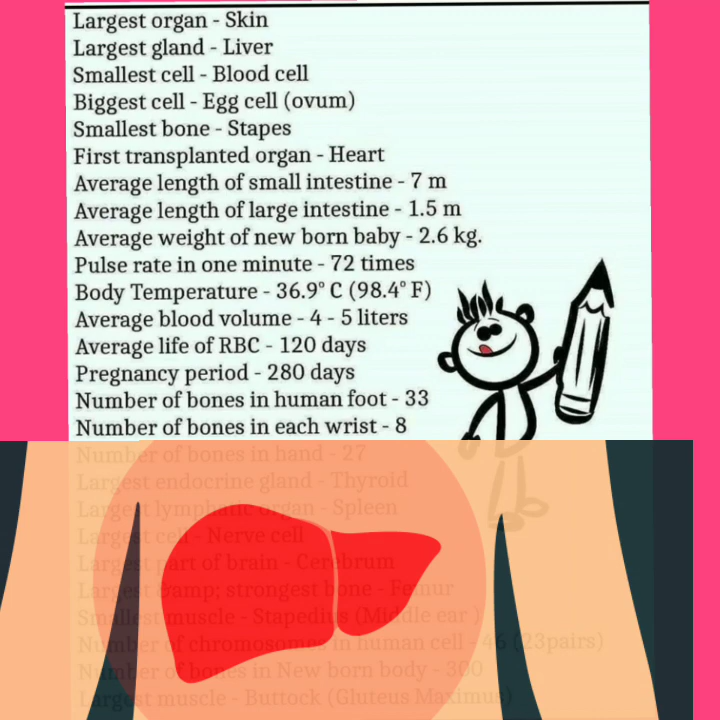 Largest organ - Skin
Largest gland - Liver
Smallest cell - Blood cell
Biggest cell - Egg cell (ovum)
Smallest bone - Stapes
First transplanted organ - Heart
Average length of small intestine - 7 m
Average length of large intestine - 1.5 m
Average weight of new born baby - 2.6 kg.
Pulse rate in one minute - 72 times
Body Temperature - 36.9° C (98.4° F)
Average blood volume - 4 - 5 liters
Average life of RBC - 120 days
Pregnancy period - 280 days
Number of bones in human foot - 33
Number of bones in each wrist - 8
Number of bones in hand - 27
Largest endocrine gland - Thyroid
Largest lymphatic organ - Spleen
Largest cell - Nerve cell
Largest part of brain - Cerebrum
Largest &amp; strongest bone - Femur
Smallest muscle - Stapedius (Middle ear )
Number of chromosomes in human cell - 46 (23pairs)
Number of bones in New born body - 300
Largest muscle - Buttock (Gluteus Maximus)